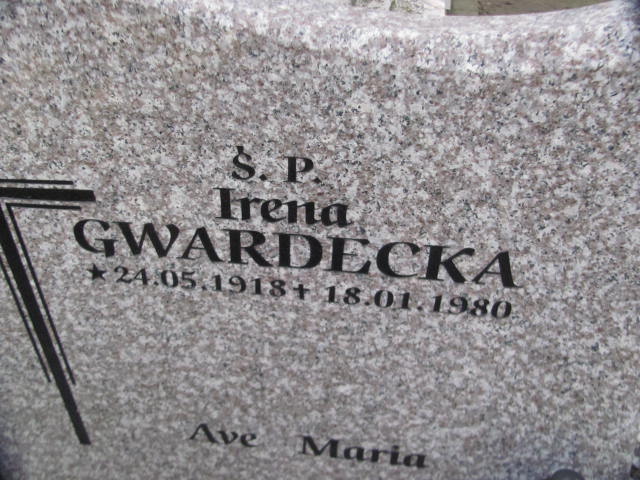 Ś. P.
Irena
GWARDECKA
★24.05.1918✝18.01.1980
Ave Maria